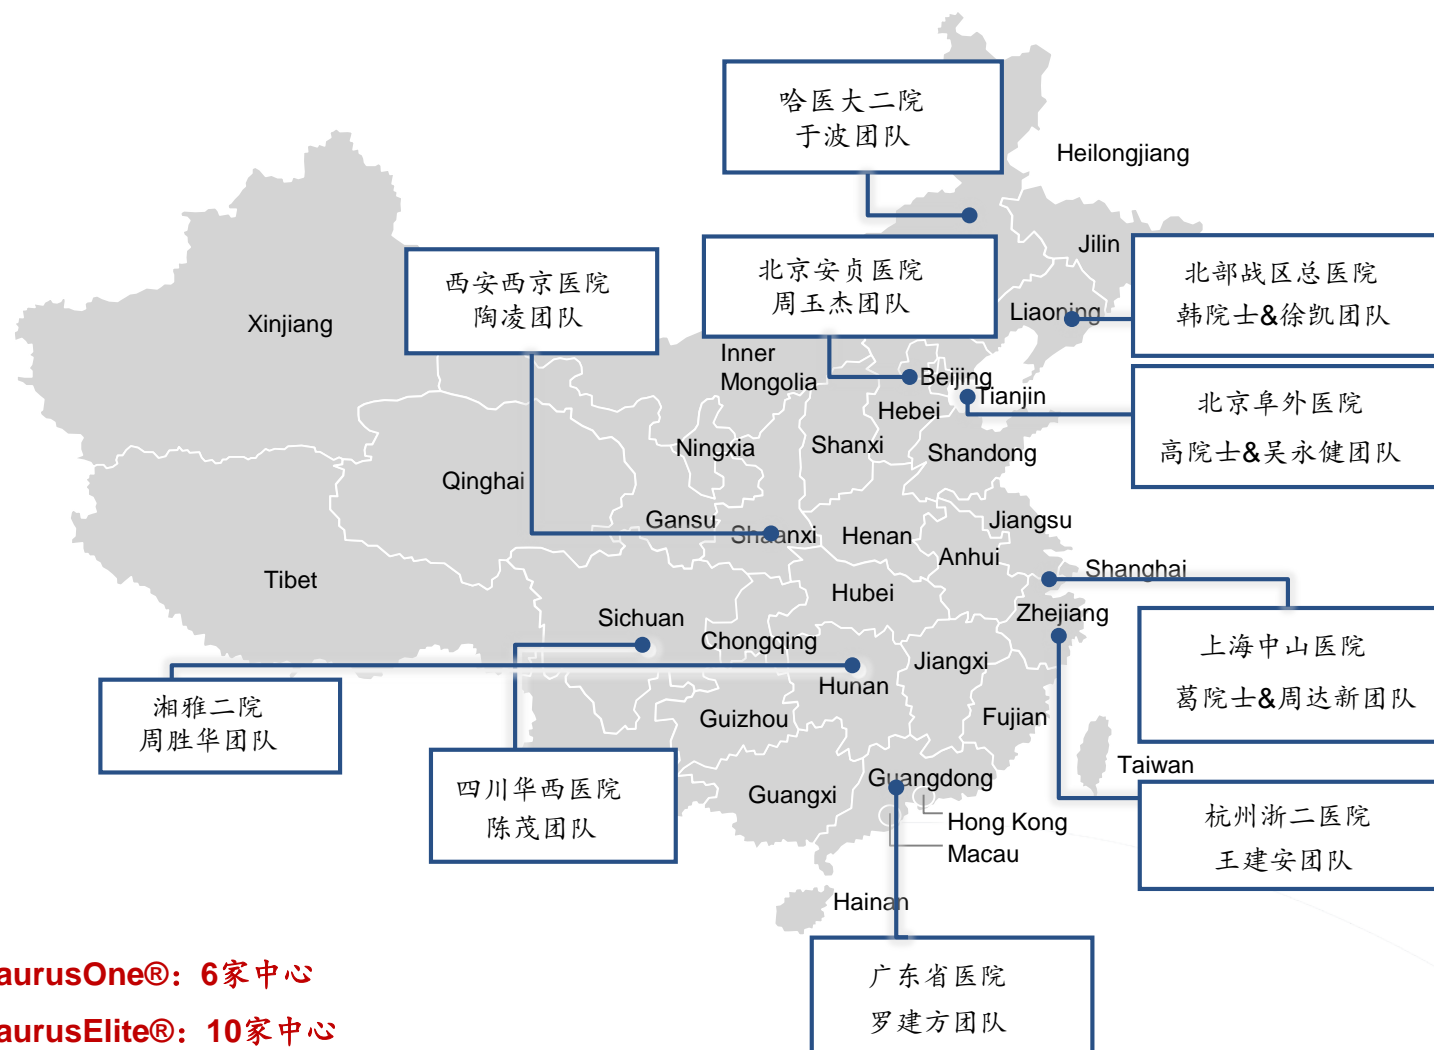 哈医大二院
于波团队
Heilongjiang
Jilin
北部战区总医院
韩院士&徐凯团队
西安西京医院
陶凌团队
北京安贞医院
周玉杰团队
Xinjiang
Liaoning
Inner
Mongolia
Beijing
Tianjin
Hebei
北京阜外医院
高院士&吴永健团队
Ningxia
Shanxi
Shandong
Qinghai
Gansu
Shaanxi
Henan
Jiangsu
Anhui
Shanghai
Tibet
Hubei
Sichuan
Chongqing
Zhejiang
Jiangxi
Hunan
上海中山医院
葛院士&周达新团队
湘雅二院
周胜华团队
Guizhou
Fujian
四川华西医院
陈茂团队
Guangxi
Guangdong
Taiwan
Hong Kong
Macau
杭州浙二医院
王建安团队
Hainan
广东省医院
罗建方团队
aurusOne®：6家中心
aurusElite®：10家中心